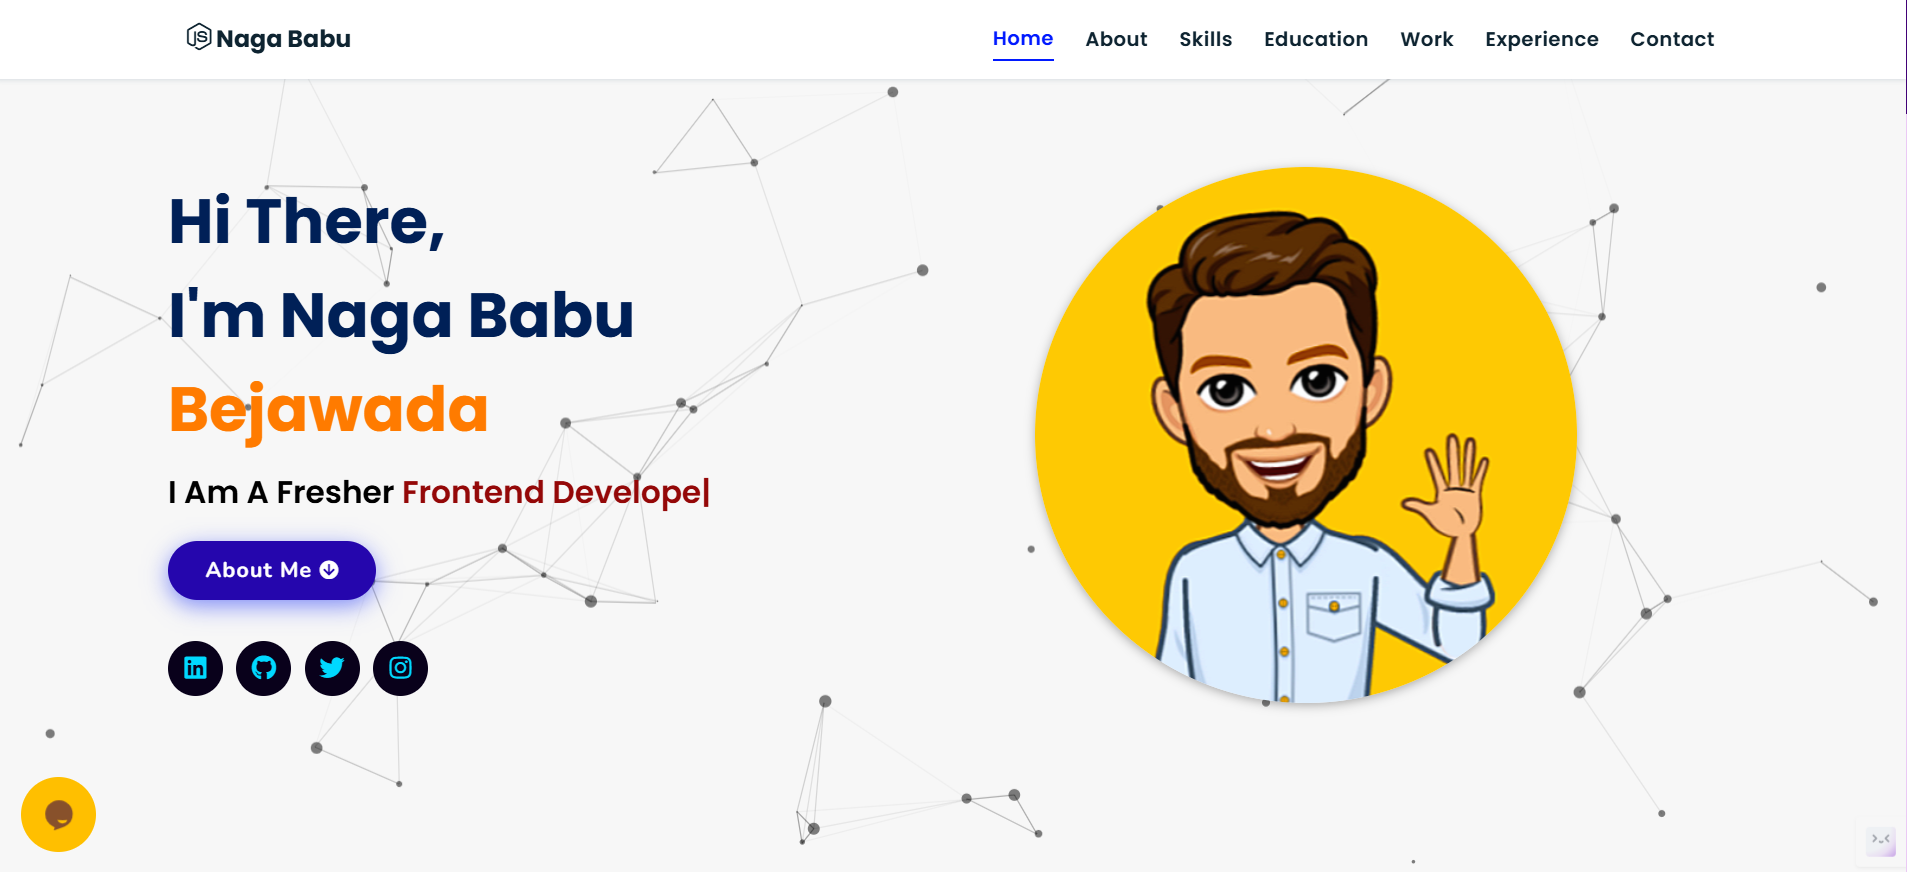 Naga Babu
Home About Skills Education Work Experience Contact
Hi There,
I'm Naga Babu
Bejawada
I Am A Fresher Frontend Develope|
About Me